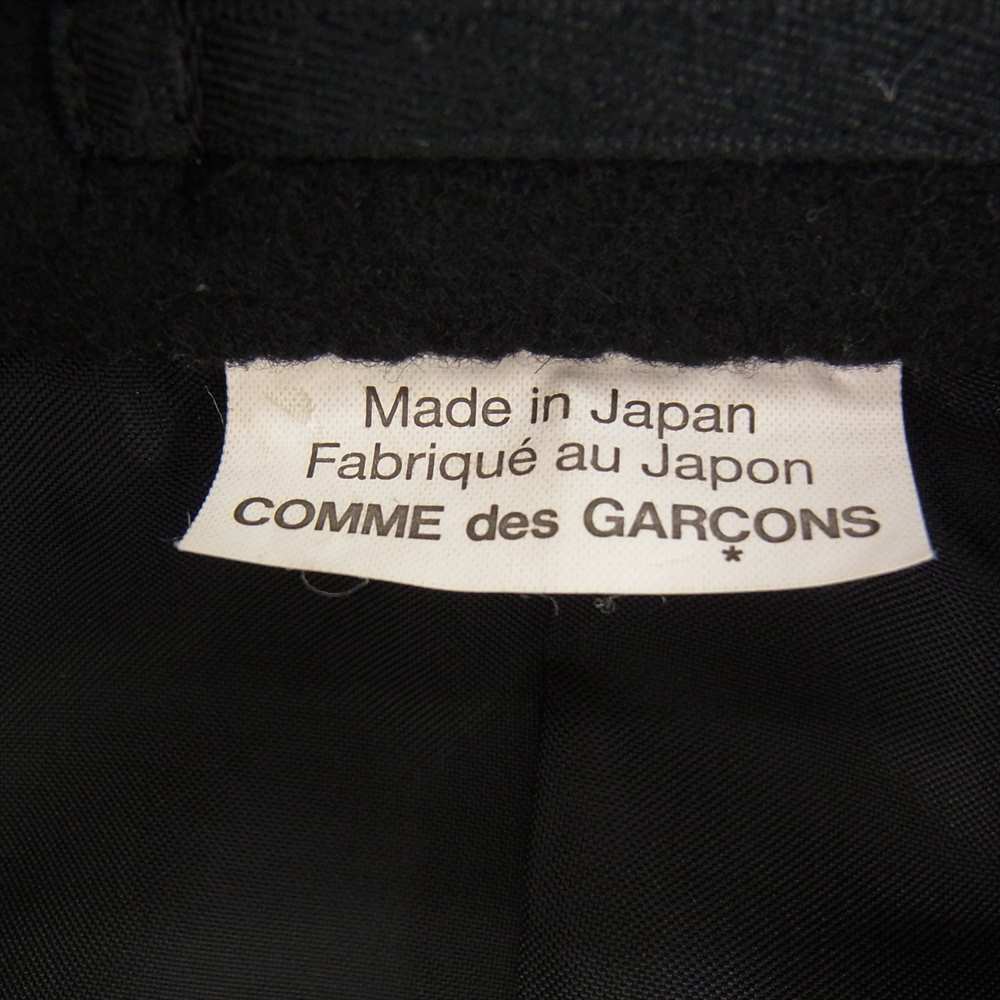 Made in Japan
Fabriqué au Japon
COMME des GARÇONS
*